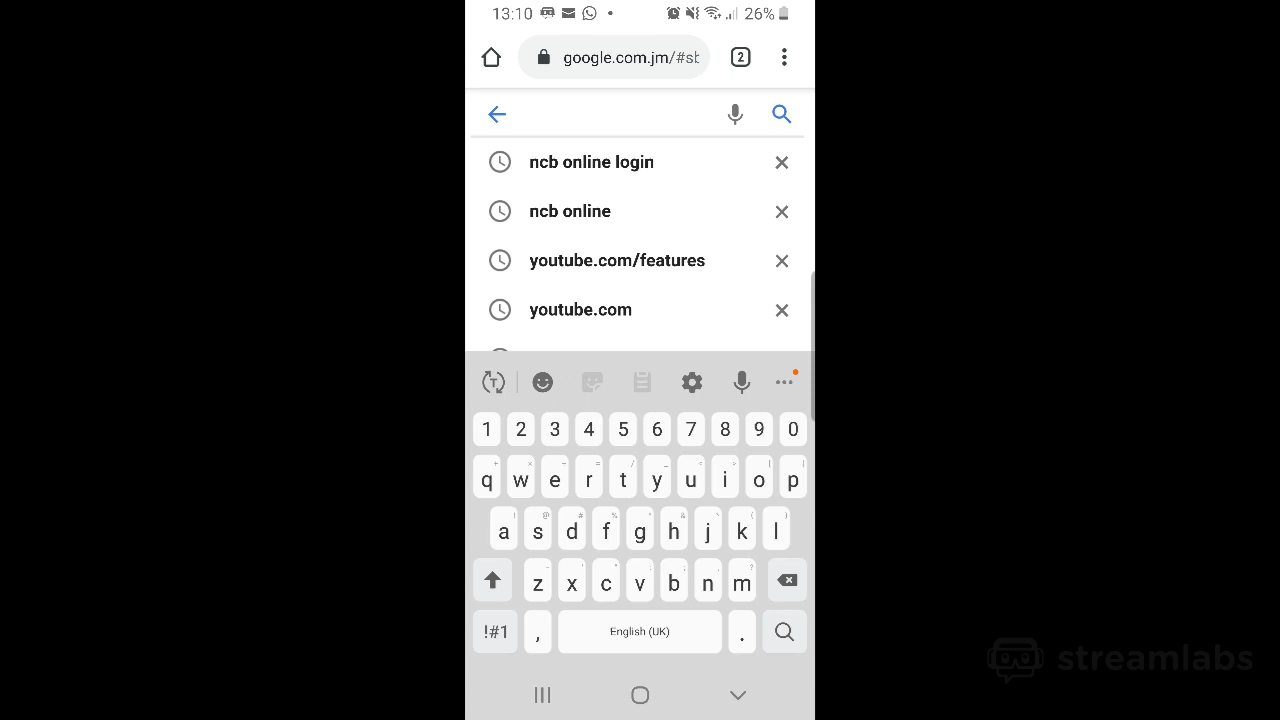 13:10 26%
google.com.jm/#sb
2
ncb online login
ncb online
youtube.com/features
youtube.com
1 2 3 4 5 6 7 8 9 0
q w e r t y u i o p
a s d f g h j k l
z x c v b n m
!#1 , English (UK) .
streamlabs